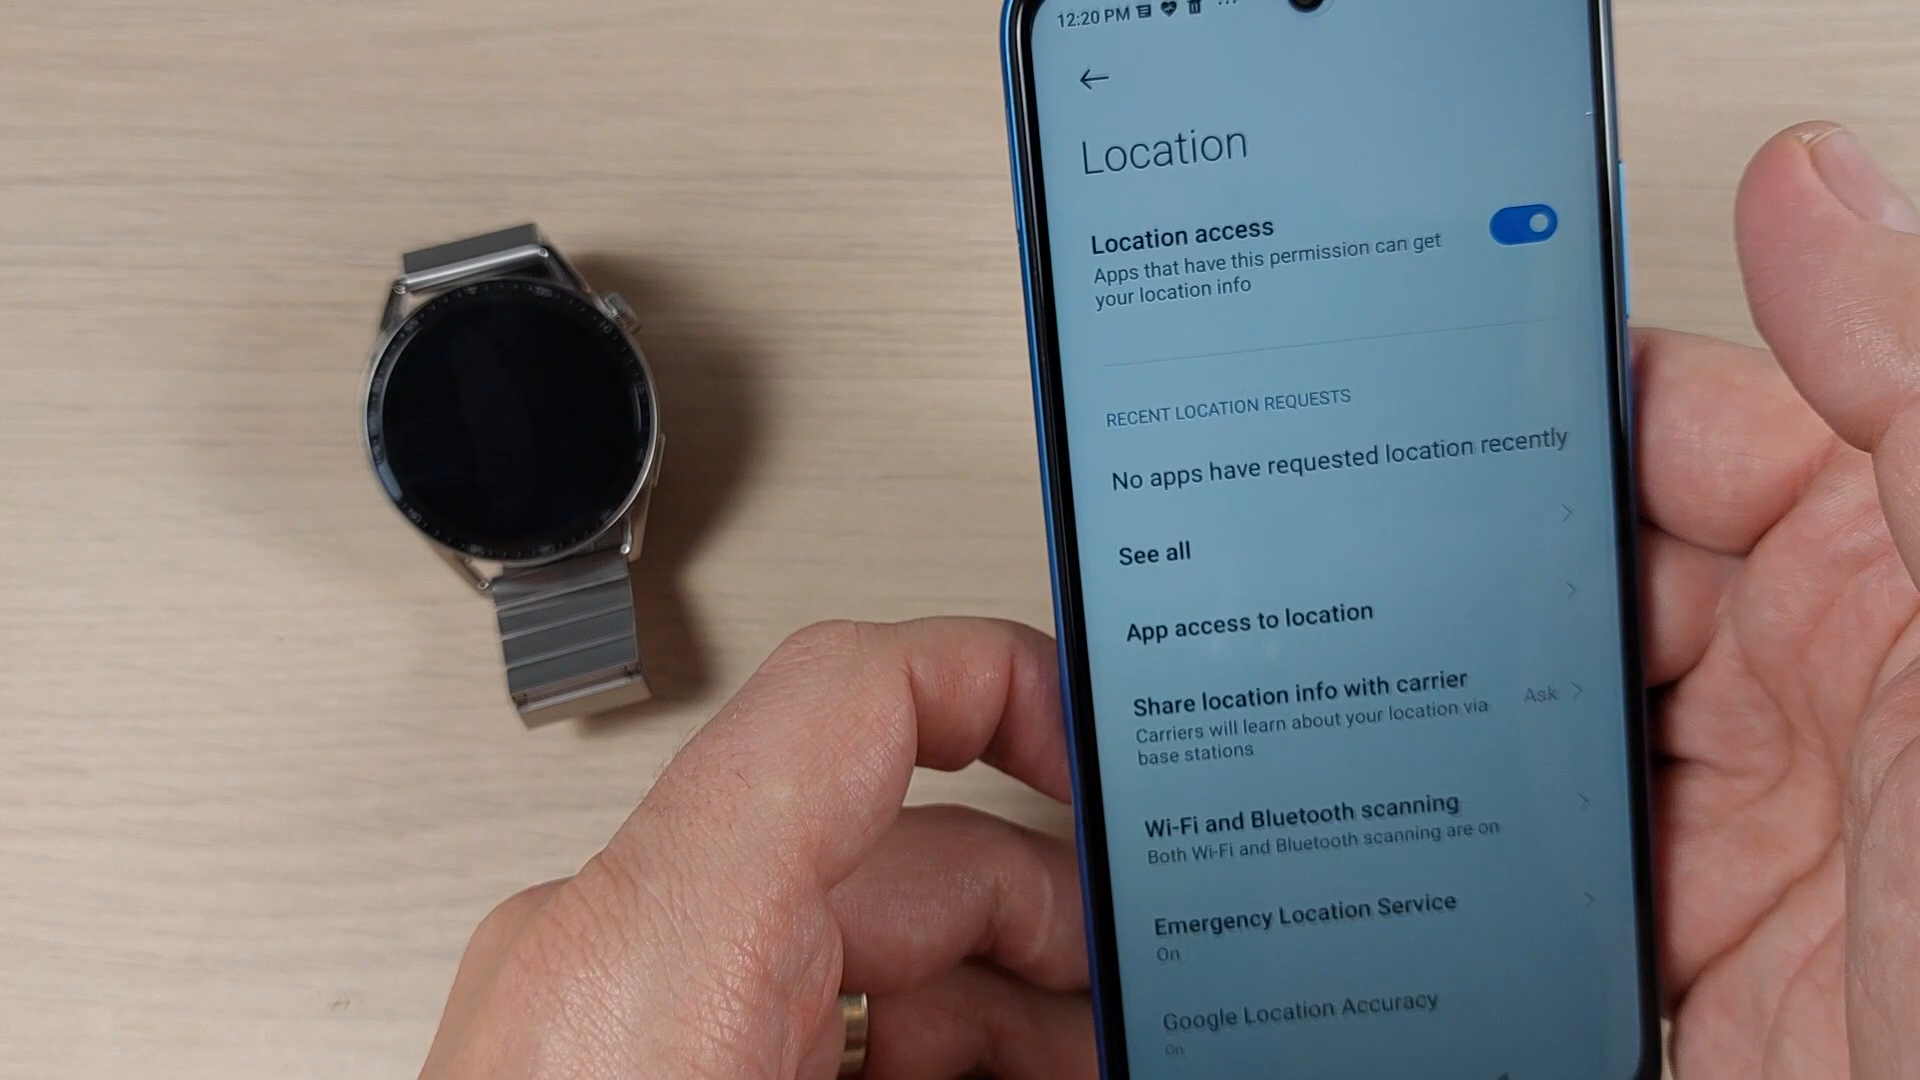 12:20 PM
Location
Location access
Apps that have this permission can get
your location info
RECENT LOCATION REQUESTS
No apps have requested location recently
See all
App access to location
Share location info with carrier
Carriers will learn about your location via
base stations
Ask
Wi-Fi and Bluetooth scanning
Both Wi-Fi and Bluetooth scanning are on
Emergency Location Service
On
Google Location Accuracy
On